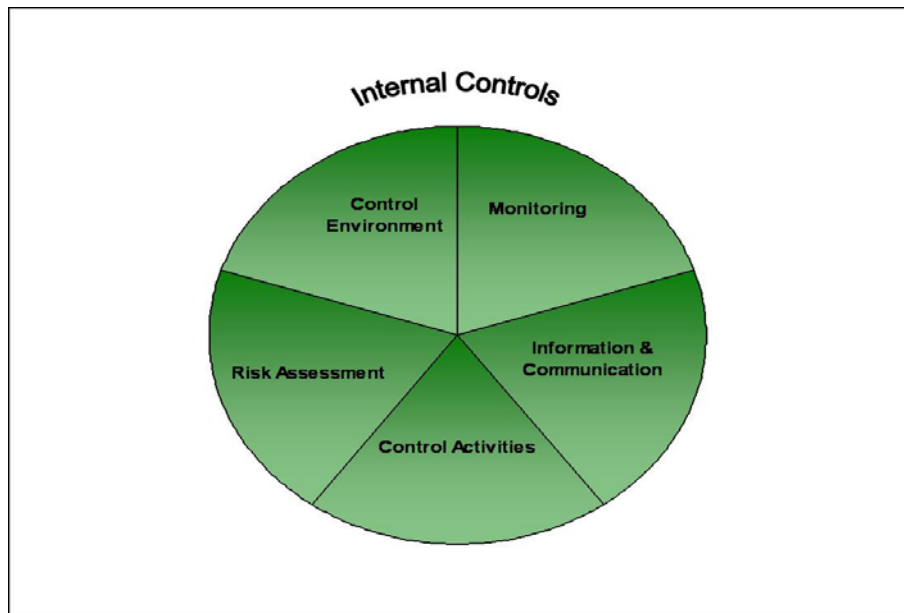 Internal Controls
Control
Environment
Monitoring
Information &
Communication
Risk Assessment
Control Activities